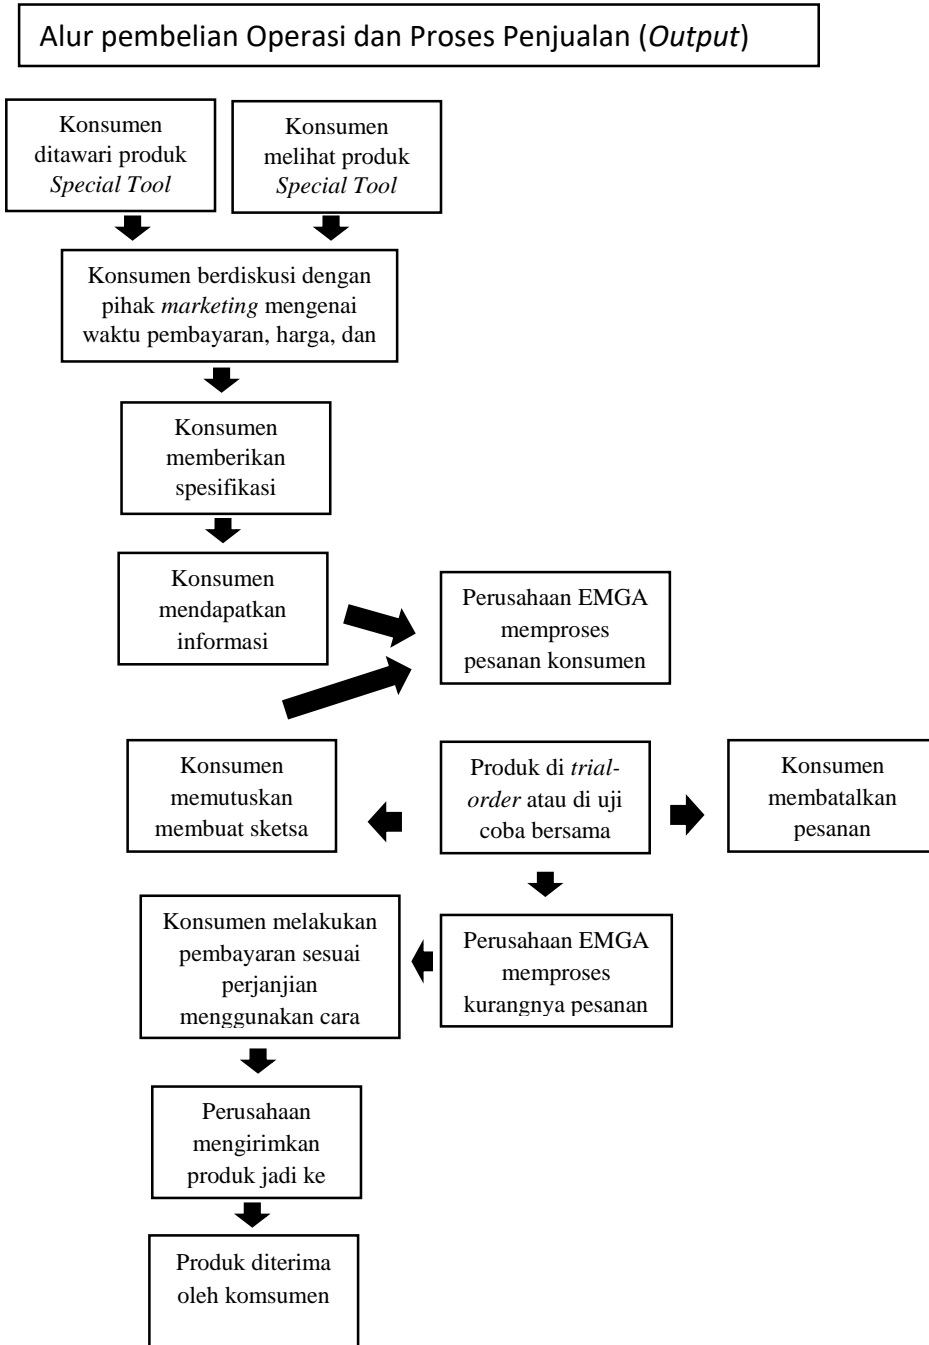 Alur pembelian Operasi dan Proses Penjualan (Output)
Konsumen
ditawari produk
Special Tool
Konsumen
melihat produk
Special Tool
Konsumen berdiskusi dengan
pihak marketing mengenai
waktu pembayaran, harga, dan
Konsumen
memberikan
spesifikasi
Konsumen
mendapatkan
informasi
Perusahaan EMGA
memproses
pesanan konsumen
Konsumen
memutuskan
membuat sketsa
Produk di trial-
order atau di uji
coba bersama
Konsumen
membatalkan
pesanan
Konsumen melakukan
pembayaran sesuai
perjanjian
menggunakan cara
Perusahaan EMGA
memproses
kurangnya pesanan
Perusahaan
mengirimkan
produk jadi ke
Produk diterima
oleh komsumen